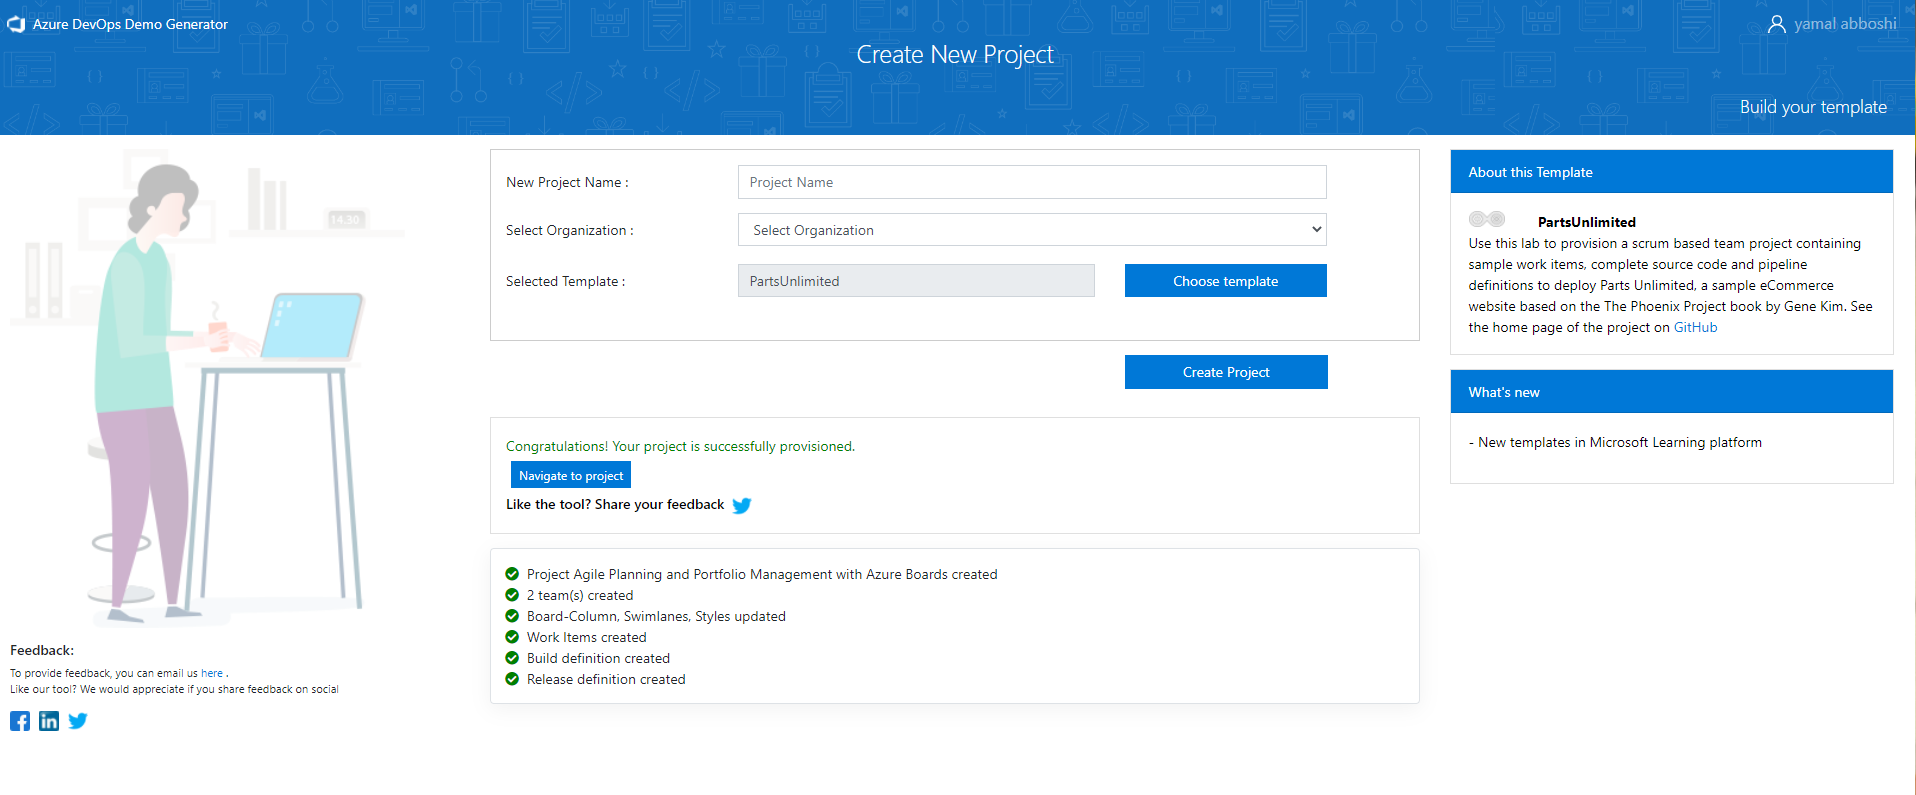 Azure DevOps Demo Generator
yamal abboshi
Create New Project
Build your template
14.30
New Project Name :
Project Name
Select Organization :
Select Organization
Selected Template :
PartsUnlimited
Choose template
Create Project
Congratulations! Your project is successfully provisioned.
Navigate to project
Like the tool? Share your feedback
Project Agile Planning and Portfolio Management with Azure Boards created
2 team(s) created
Board-Column, Swimlanes, Styles updated
Work Items created
Build definition created
Release definition created
About this Template
PartsUnlimited
Use this lab to provision a scrum based team project containing
sample work items, complete source code and pipeline
definitions to deploy Parts Unlimited, a sample eCommerce
website based on the The Phoenix Project book by Gene Kim. See
the home page of the project on GitHub
What's new
- New templates in Microsoft Learning platform
Feedback:
To provide feedback, you can email us here .
Like our tool? We would appreciate if you share feedback on social